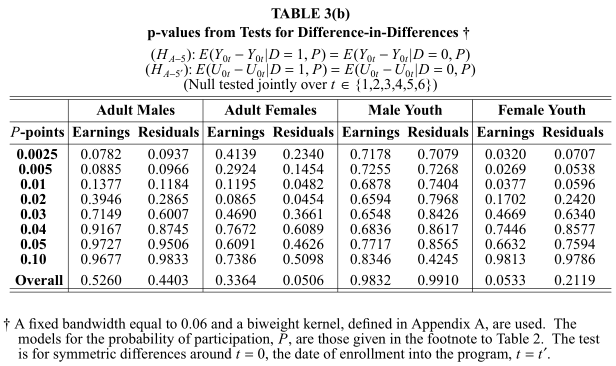 TABLE 3(b)
p-values from Tests for Difference-in-Differences †
(H_{A−5}): E(Y_{0t} − Y_{0t}|D = 1, P) = E(Y_{0t} − Y_{0t}|D = 0, P)
(H_{A−5′}): E(U_{0t} − U_{0t}|D = 1, P) = E(U_{0t} − U_{0t}|D = 0, P)
(Null tested jointly over t ∈ {1,2,3,4,5,6})
Adult Males Adult Females Male Youth Female Youth
P-points Earnings Residuals Earnings Residuals Earnings Residuals Earnings Residuals
0.0025 0.0782 0.0937 0.4139 0.2340 0.7178 0.7079 0.0320 0.0707
0.005 0.0885 0.0966 0.2924 0.1454 0.7255 0.7268 0.0269 0.0538
0.01 0.1377 0.1184 0.1195 0.0482 0.6878 0.7404 0.0377 0.0596
0.02 0.3946 0.2865 0.0865 0.0454 0.6594 0.7968 0.1702 0.2420
0.03 0.7149 0.6007 0.4690 0.3661 0.6548 0.8426 0.4669 0.6340
0.04 0.9167 0.8745 0.7672 0.6089 0.6836 0.8617 0.7446 0.8577
0.05 0.9727 0.9506 0.6091 0.4626 0.7717 0.8565 0.6632 0.7594
0.10 0.9677 0.9833 0.7386 0.5098 0.8346 0.4245 0.9813 0.9786
Overall 0.5260 0.4403 0.3364 0.0506 0.9832 0.9910 0.0533 0.2119
† A fixed bandwidth equal to 0.06 and a biweight kernel, defined in Appendix A, are used. The
models for the probability of participation, P, are those given in the footnote to Table 2. The test
is for symmetric differences around t = 0, the date of enrollment into the program, t = t′.